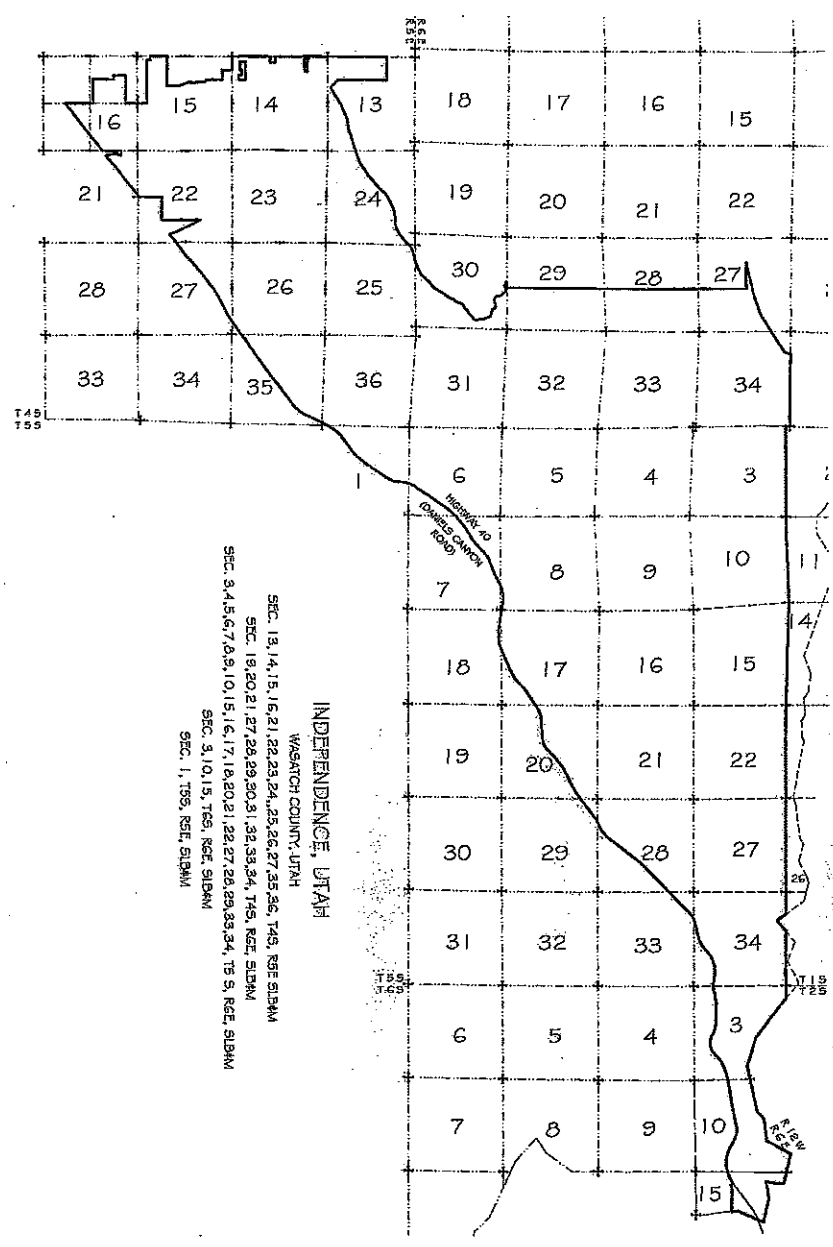 R5E
R6E
18 17 16 15
16 15 14 13
19 20 21 22
21 22 23 24
30 29 28 27
28 27 26 25
31 32 33 34
33 34 35 36
T4S
T5S
1 6 5 4 3
HIGHWAY 40
(DANIELS CANYON
ROAD)
7 8 9 10 11
14
18 17 16 15
19 20 21 22
30 29 28 27
26
31 32 33 34
T5S
T6S
T1S
T2S
6 5 4 3
7 8 9 10
R12W
R6E
15
INDEPENDENCE, UTAH
WASATCH COUNTY, UTAH
SEC. 13,14,15,16,21,22,23,24,,25,26,27,35,36, T4S, R5E SLB&M
SEC. 19,20,21,27,28,29,30,31,32,33,34, T4S, R6E, SLB&M
SEC. 3,4,5,6,7,8,9,10,15,16,17,18,20,21,22,27,28,29,33,34, T5 S, R6E, SLB&M
SEC. 3,10,15, T6S, R6E, SLB&M
SEC. 1, T5S, R5E, SLB&M